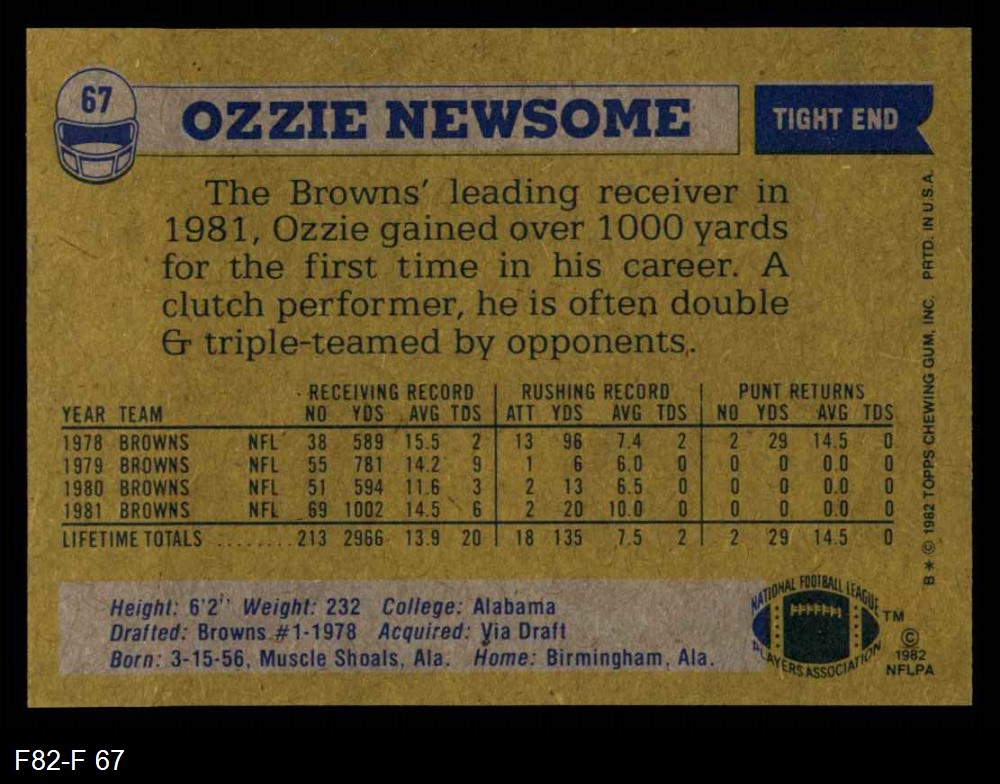 67
OZZIE NEWSOME
TIGHT END
The Browns' leading receiver in
1981, Ozzie gained over 1000 yards
for the first time in his career. A
clutch performer, he is often double
& triple-teamed by opponents.
RECEIVING RECORD RUSHING RECORD PUNT RETURNS
YEAR TEAM NO YDS AVG TDS ATT YDS AVG TDS NO YDS AVG TDS
1978 BROWNS NFL 38 589 15.5 2 13 96 7.4 2 2 29 14.5 0
1979 BROWNS NFL 55 781 14.2 9 1 6 6.0 0 0 0 0.0 0
1980 BROWNS NFL 51 594 11.6 3 2 13 6.5 0 0 0 0.0 0
1981 BROWNS NFL 69 1002 14.5 6 2 20 10.0 0 0 0 0.0 0
LIFETIME TOTALS ........213 2966 13.9 20 18 135 7.5 2 2 29 14.5 0
Height: 6'2" Weight: 232 College: Alabama
Drafted: Browns #1-1978 Acquired: Via Draft
Born: 3-15-56, Muscle Shoals, Ala. Home: Birmingham, Ala.
NATIONAL FOOTBALL LEAGUE
PLAYERS ASSOCIATION
TM
©
1982
NFLPA
B * © 1982 TOPPS CHEWING GUM, INC. PRTD. IN U.S.A.
F82-F 67